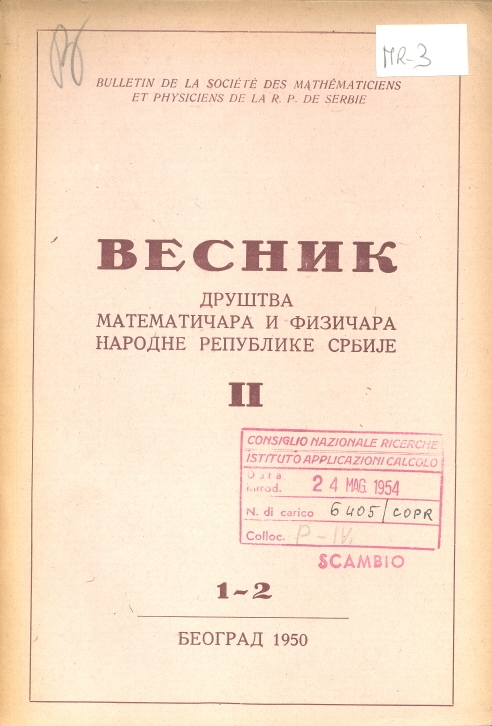 MR-3
BULLETIN DE LA SOCIÉTÉ DES MATHÉMATICIENS
ET PHYSICIENS DE LA R. P. DE SERBIE
ВЕСНИК
ДРУШТВА
МАТЕМАТИЧАРА И ФИЗИЧАРА
НАРОДНЕ РЕПУБЛИКЕ СРБИЈЕ
II
CONSIGLIO NAZIONALE RICERCHE
ISTITUTO APPLICAZIONI CALCOLO
24 MAG. 1954
N. di carico 6405/COPR
Colloc. P-IV
SCAMBIO
1-2
БЕОГРАД 1950